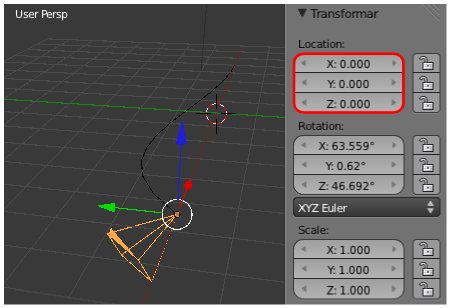 User Persp
Transformar
Location:
X: 0.000
Y: 0.000
Z: 0.000
Rotation:
X: 63.559°
Y: 0.62°
Z: 46.692°
XYZ Euler
Scale:
X: 1.000
Y: 1.000
Z: 1.000